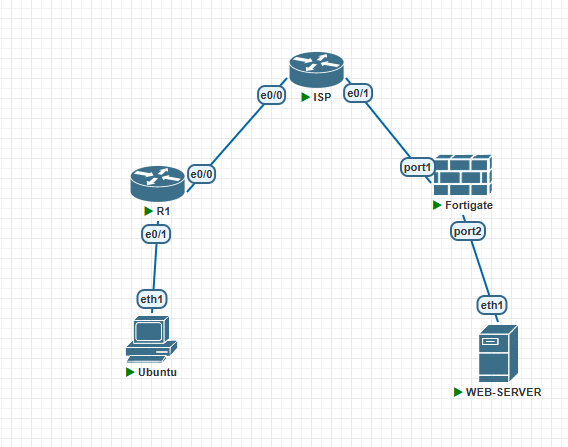 e0/0
ISP
e0/1
e0/0
port1
R1
Fortigate
e0/1
port2
eth1
eth1
Ubuntu
WEB-SERVER